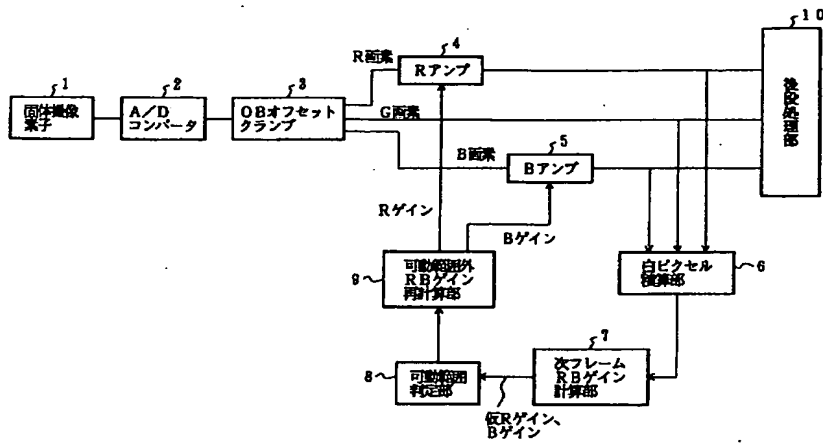 1 0
4
R画素
Rアンプ
1
2
3
固体撮像
素子
A/D
コンバータ
OBオフセット
クランプ
G画素
後段処理部
5
B画素
Bアンプ
Rゲイン
Bゲイン
9
可動範囲外
RBゲイン
再計算部
白ピクセル
積算部
6
7
8
可動範囲
判定部
次フレーム
RBゲイン
計算部
仮Rゲイン、
Bゲイン